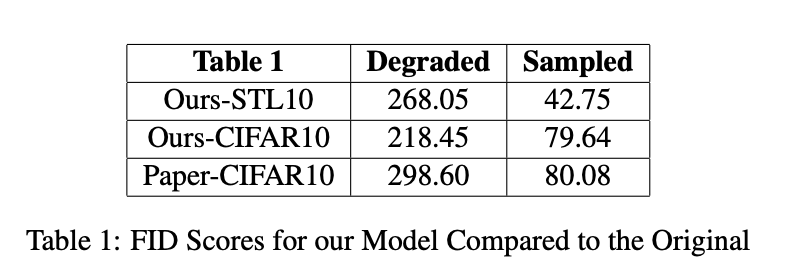 Table 1 Degraded Sampled
Ours-STL10 268.05 42.75
Ours-CIFAR10 218.45 79.64
Paper-CIFAR10 298.60 80.08
Table 1: FID Scores for our Model Compared to the Original